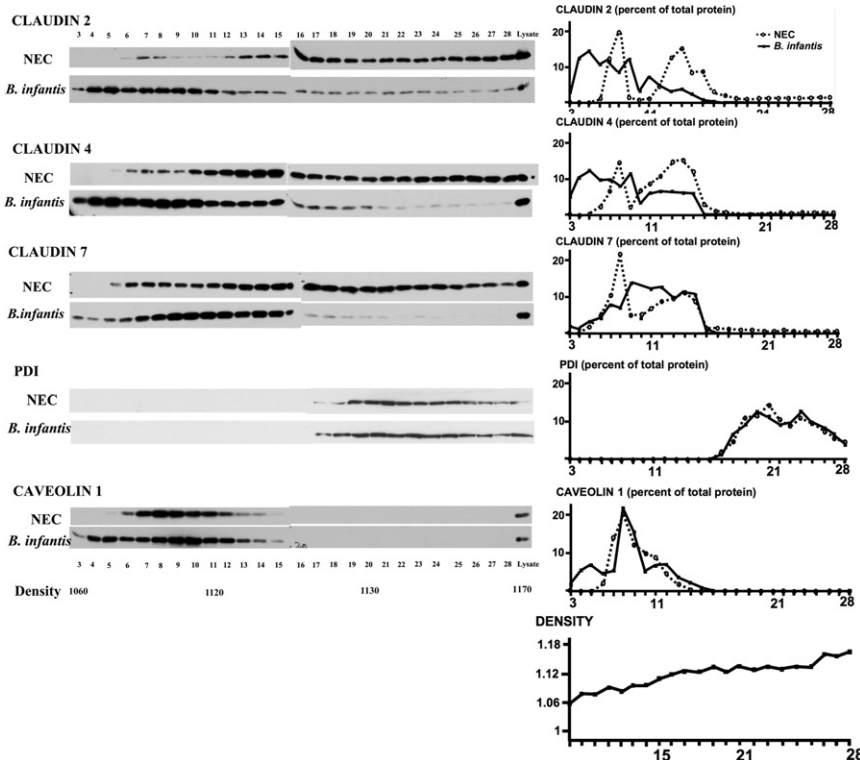 CLAUDIN 2
3 4 5 6 7 8 9 10 11 12 13 14 15 16 17 18 19 20 21 22 23 24 25 26 27 28 Lysate
NEC
B. infantis
CLAUDIN 4
NEC
B. infantis
CLAUDIN 7
NEC
B.infantis
PDI
NEC
B. infantis
CAVEOLIN 1
NEC
B. infantis
3 4 5 6 7 8 9 10 11 12 13 14 15 16 17 18 19 20 21 22 23 24 25 26 27 28 Lysate
Density 1060 1120 1130 1170
CLAUDIN 2 (percent of total protein)
NEC
B. infantis
20
10
3 14 24 28
CLAUDIN 4 (percent of total protein)
20
10
3 11 21 28
CLAUDIN 7 (percent of total protein)
20
10
3 11 21 28
PDI (percent of total protein)
20
10
3 11 21 28
CAVEOLIN 1 (percent of total protein)
20
10
3 11 21 28
DENSITY
1.18
1.12
1.06
1
15 21 28